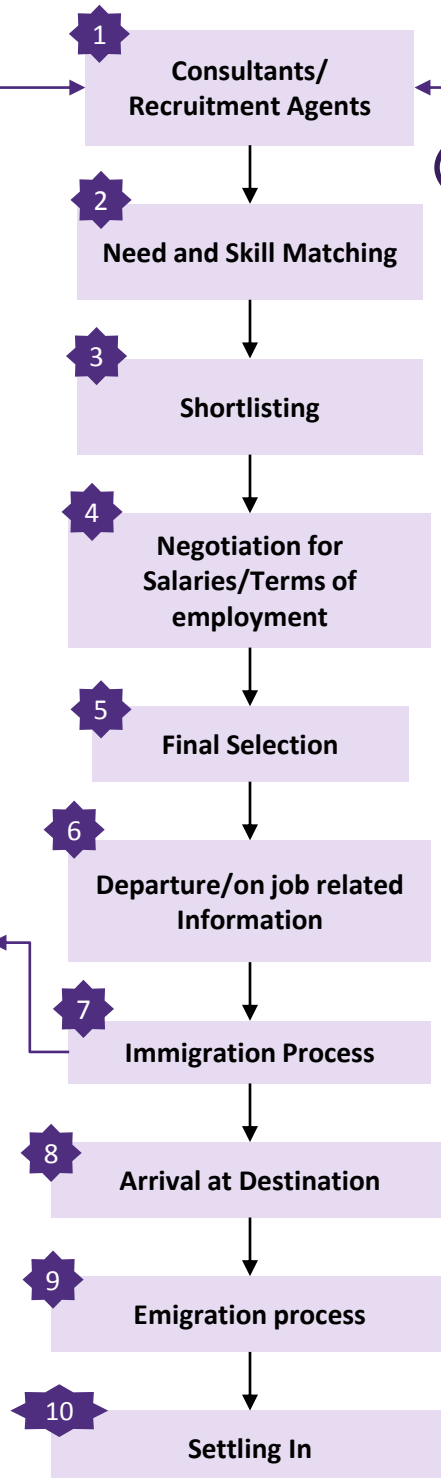 1
Consultants/
Recruitment Agents
2
Need and Skill Matching
3
Shortlisting
4
Negotiation for
Salaries/Terms of
employment
5
Final Selection
6
Departure/on job related
Information
7
Immigration Process
8
Arrival at Destination
9
Emigration process
10
Settling In